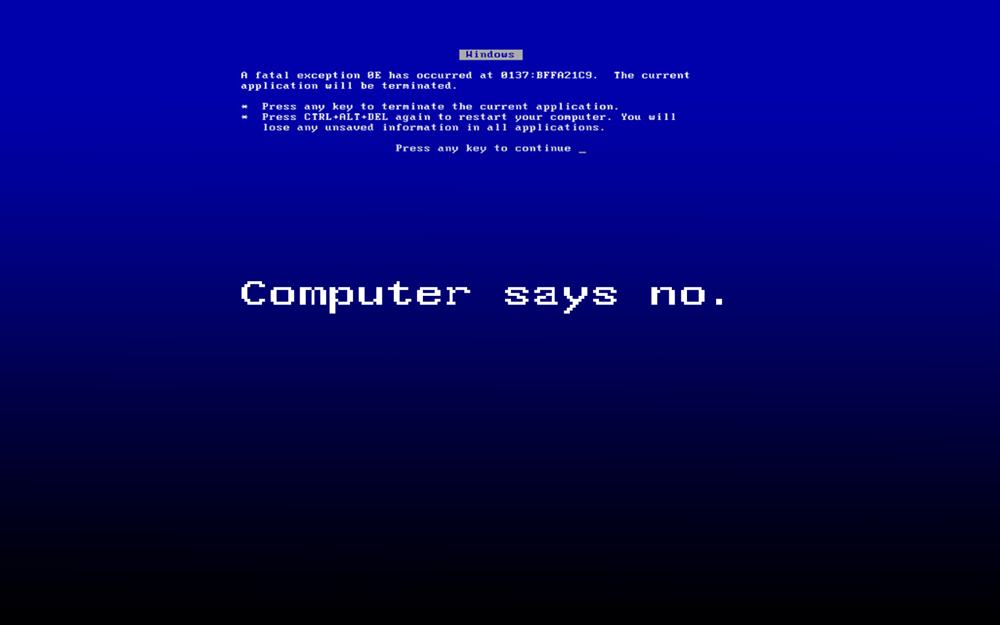 Windows
A fatal exception 0E has occurred at 0137:BFFA21C9.  The current
application will be terminated.
*  Press any key to terminate the current application.
*  Press CTRL+ALT+DEL again to restart your computer. You will
lose any unsaved information in all applications.
Press any key to continue _
Computer says no.